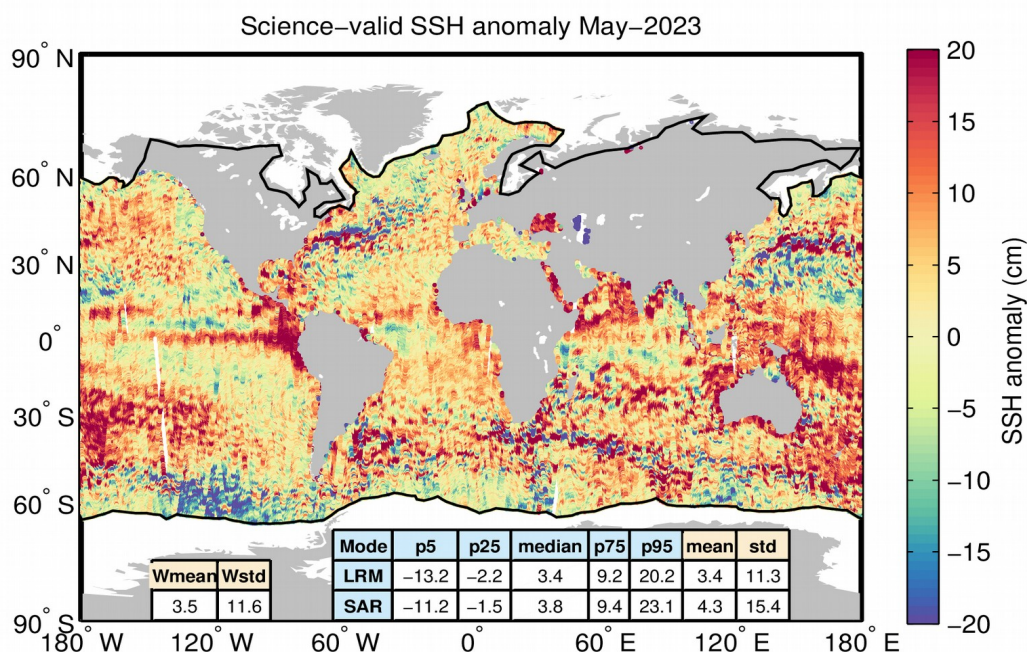 Science−valid SSH anomaly May−2023
90° N
60° N
30° N
0°
30° S
60° S
90° S
180° W 120° W 60° W 0° 60° E 120° E 180° E
Mode p5 p25 median p75 p95 mean std
LRM −13.2 −2.2 3.4 9.2 20.2 3.4 11.3
SAR −11.2 −1.5 3.8 9.4 23.1 4.3 15.4
Wmean Wstd
3.5 11.6
20
15
10
5
0
−5
−10
−15
−20
SSH anomaly (cm)